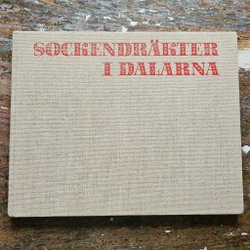 SOCKENDRÄKTER
I DALARNA